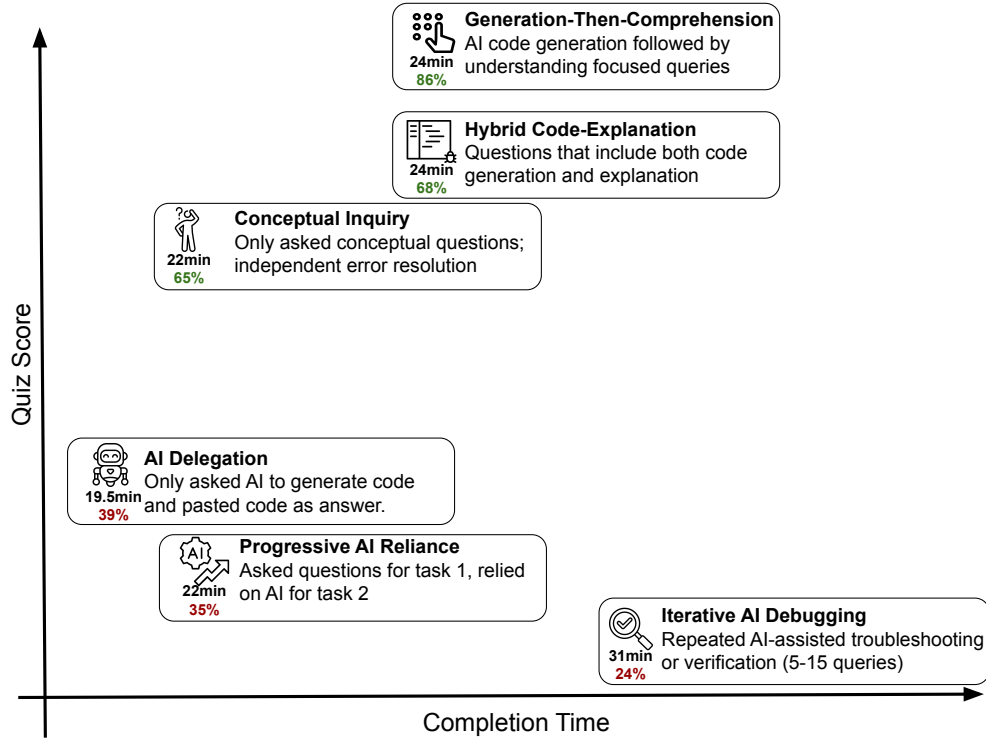 Generation-Then-Comprehension
AI code generation followed by
understanding focused queries
24min
86%
Hybrid Code-Explanation
Questions that include both code
generation and explanation
24min
68%
Conceptual Inquiry
Only asked conceptual questions;
independent error resolution
?
22min
65%
Quiz Score
AI Delegation
Only asked AI to generate code
and pasted code as answer.
19.5min
39%
AI
Progressive AI Reliance
Asked questions for task 1, relied
on AI for task 2
22min
35%
Iterative AI Debugging
Repeated AI-assisted troubleshooting
or verification (5-15 queries)
31min
24%
Completion Time